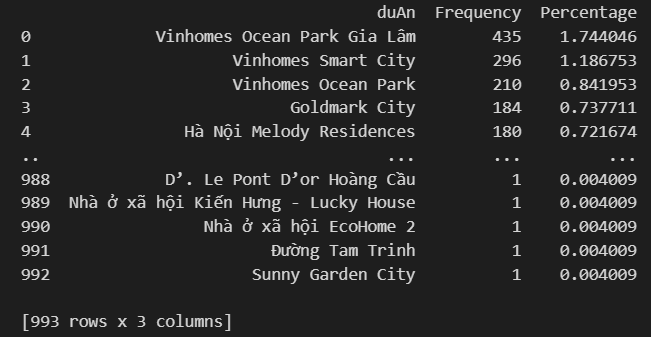 duAn Frequency Percentage
0 Vinhomes Ocean Park Gia Lâm 435 1.744046
1 Vinhomes Smart City 296 1.186753
2 Vinhomes Ocean Park 210 0.841953
3 Goldmark City 184 0.737711
4 Hà Nội Melody Residences 180 0.721674
.. ... ... ...
988 D’. Le Pont D’or Hoàng Cầu 1 0.004009
989 Nhà ở xã hội Kiến Hưng - Lucky House 1 0.004009
990 Nhà ở xã hội EcoHome 2 1 0.004009
991 Đường Tam Trinh 1 0.004009
992 Sunny Garden City 1 0.004009
[993 rows x 3 columns]